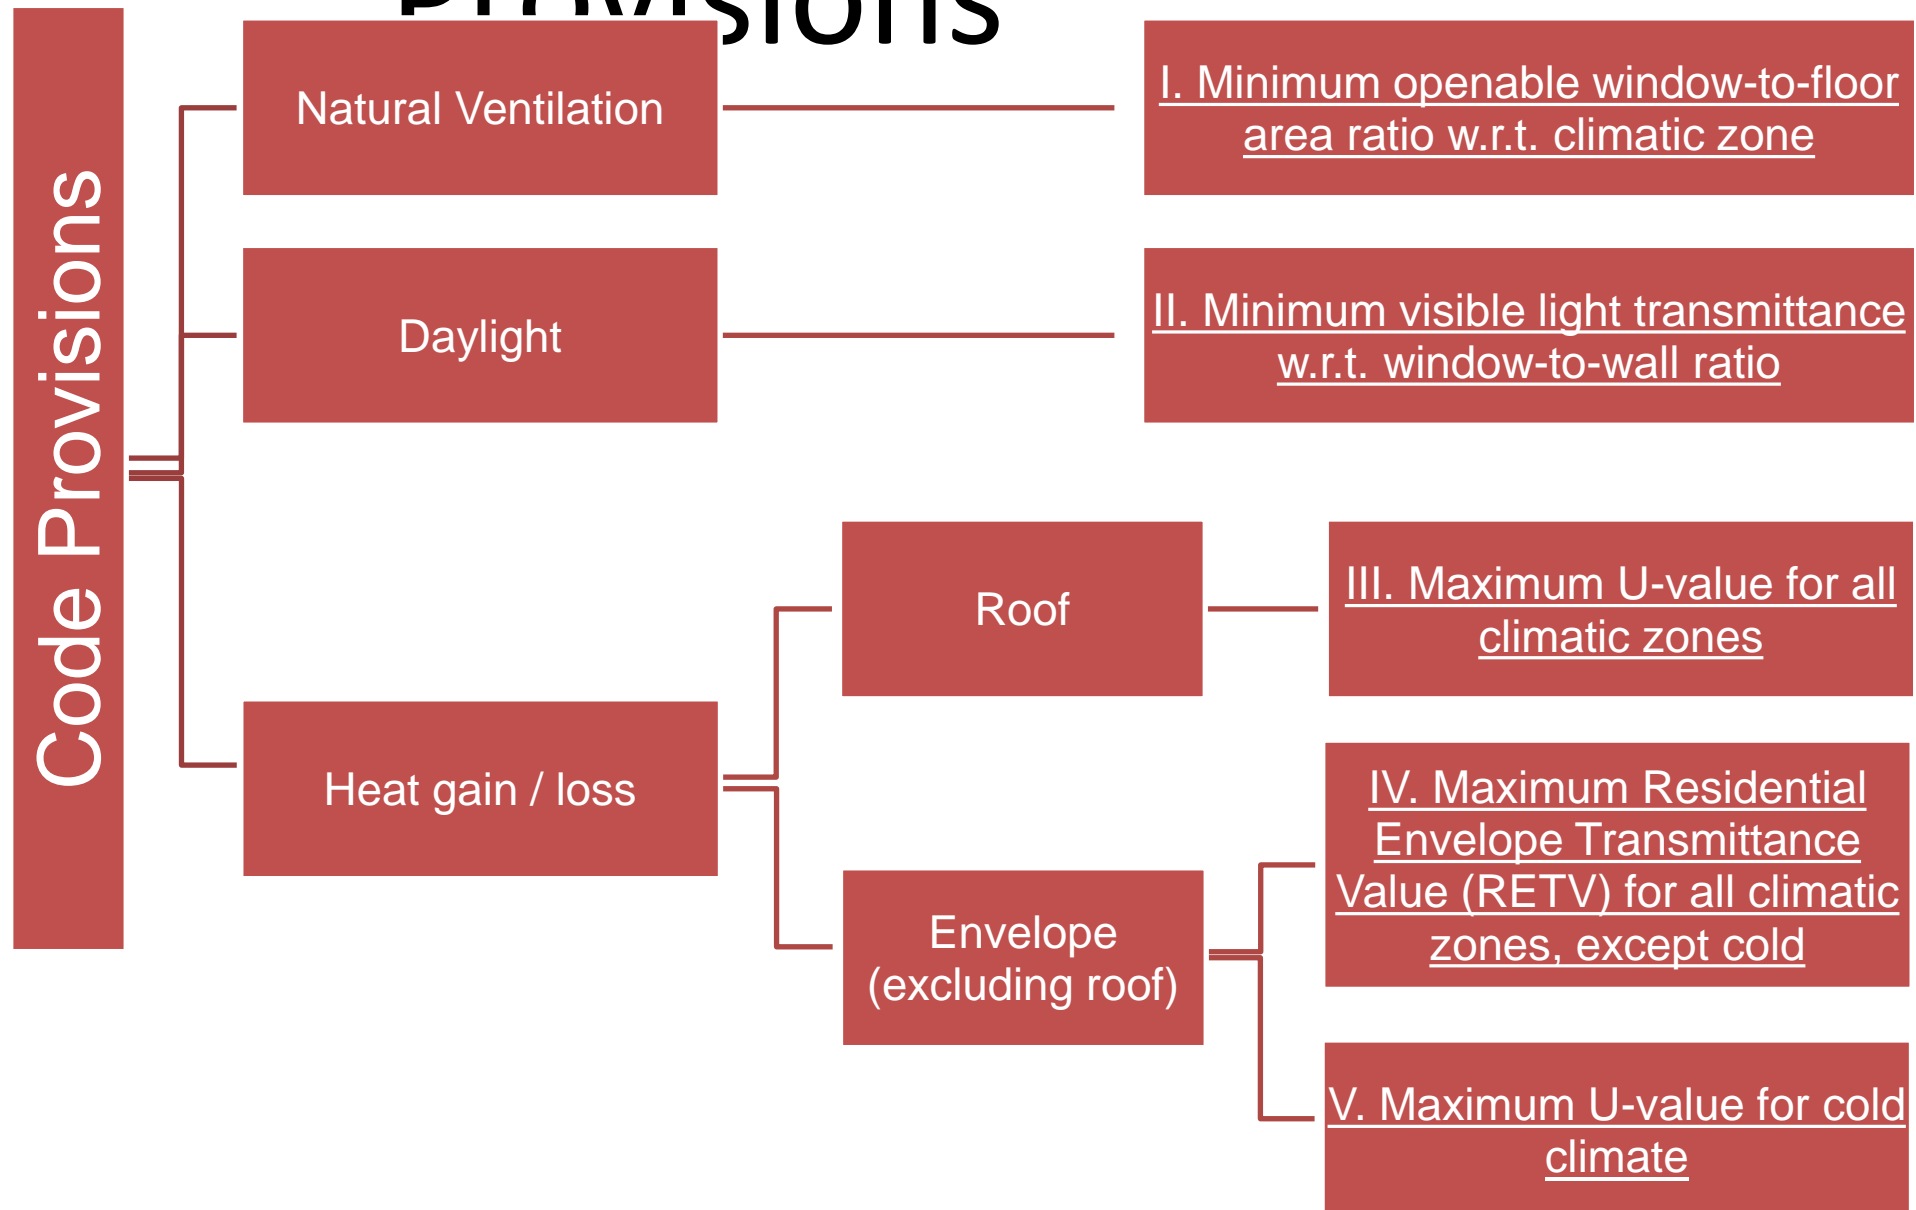 Provisions
Code Provisions
Natural Ventilation
I. Minimum openable window-to-floor
area ratio w.r.t. climatic zone
Daylight
II. Minimum visible light transmittance
w.r.t. window-to-wall ratio
Heat gain / loss
Roof
III. Maximum U-value for all
climatic zones
Envelope
(excluding roof)
IV. Maximum Residential
Envelope Transmittance
Value (RETV) for all climatic
zones, except cold
V. Maximum U-value for cold
climate